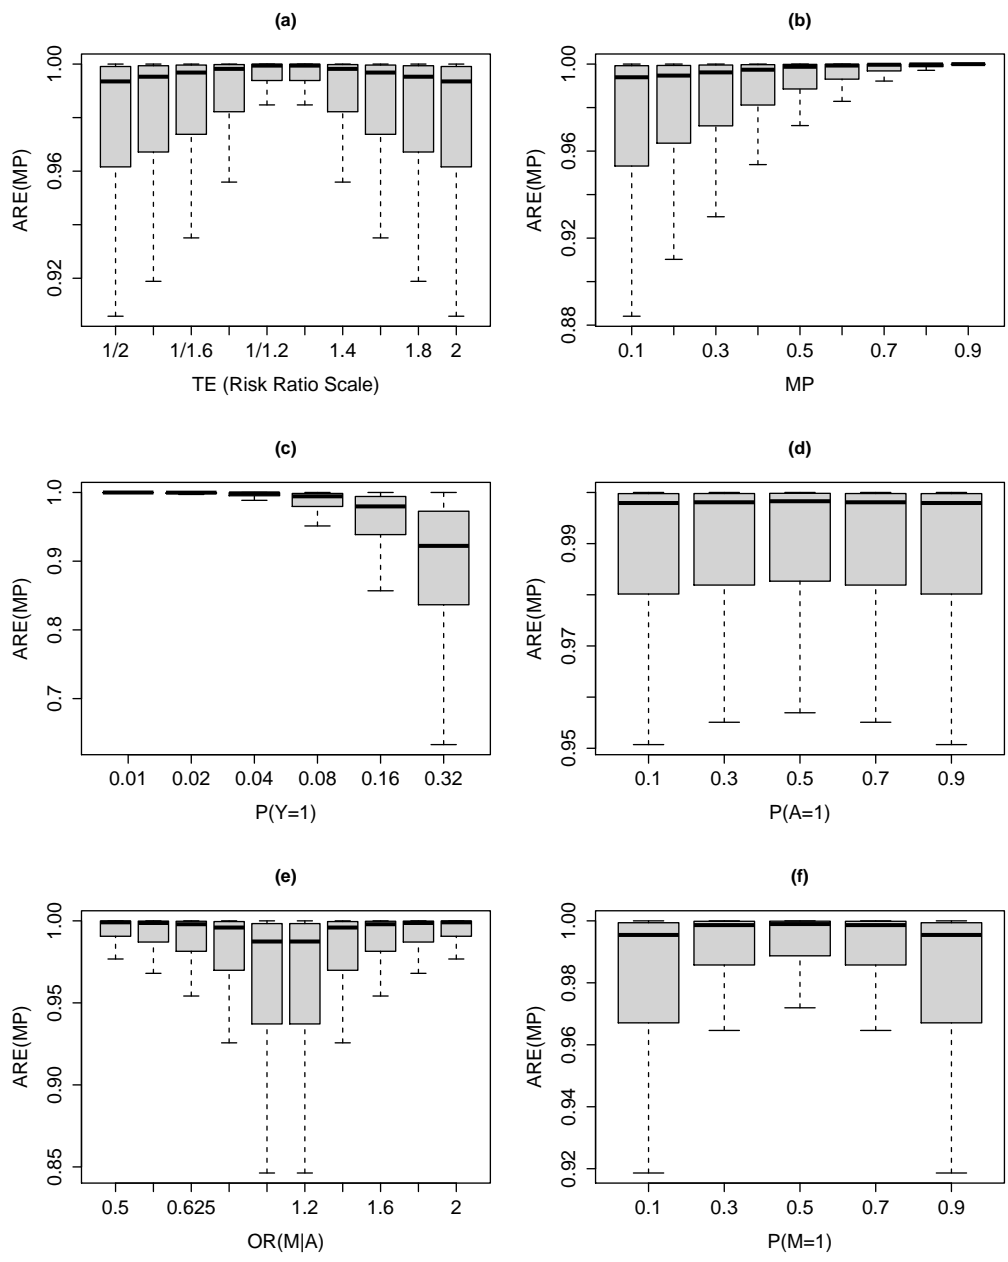 (a)
ARE(MP)
1.00
0.96
0.92
1/2 1/1.6 1/1.2 1.4 1.8 2
TE (Risk Ratio Scale)
(b)
ARE(MP)
1.00
0.96
0.92
0.88
0.1 0.3 0.5 0.7 0.9
MP
(c)
ARE(MP)
1.0
0.9
0.8
0.7
0.01 0.02 0.04 0.08 0.16 0.32
P(Y=1)
(d)
ARE(MP)
0.99
0.97
0.95
0.1 0.3 0.5 0.7 0.9
P(A=1)
(e)
ARE(MP)
1.00
0.95
0.90
0.85
0.5 0.625 1.2 1.6 2
OR(M|A)
(f)
ARE(MP)
1.00
0.98
0.96
0.94
0.92
0.1 0.3 0.5 0.7 0.9
P(M=1)